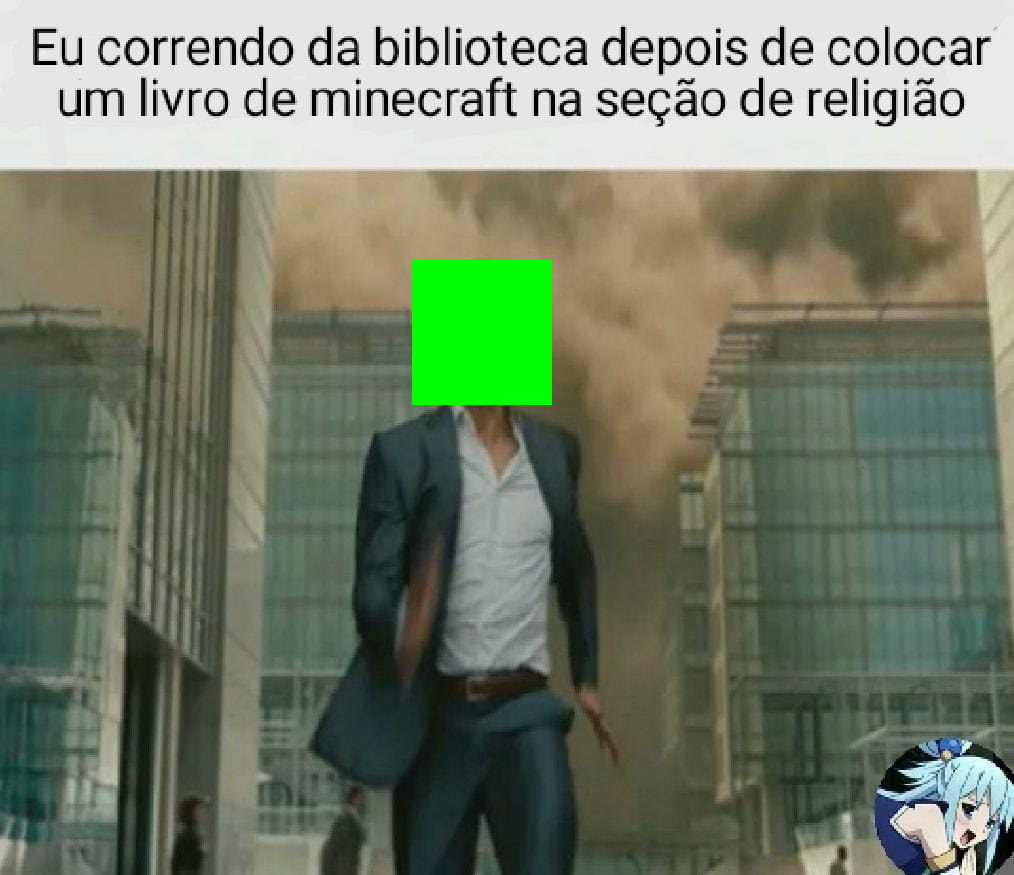 Eu correndo da biblioteca depois de colocar
um livro de minecraft na seção de religião